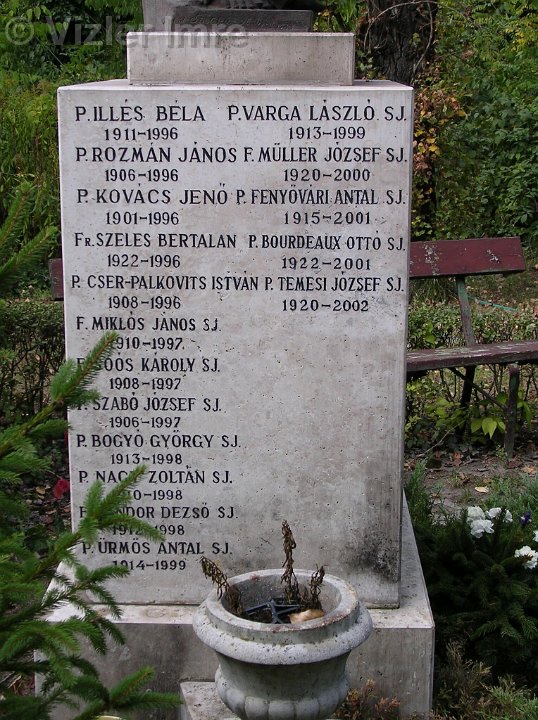 © Vizler Imre
P. ILLÉS BÉLA
1911-1996
P. ROZMÁN JÁNOS
1906-1996
P. KOVÁCS JENŐ
1901-1996
FR. SZELES BERTALAN
1922-1996
P. CSER-PALKOVITS ISTVÁN
1908-1996
F. MIKLÓS JÁNOS SJ.
1910-1997.
KÁROLY SJ.
1908-1997
P. SZABÓ JÓZSEF SJ.
1906-1997
P. BOGYÓ GYÖRGY SJ.
1913-1998
P. NAGY ZOLTÁN SJ.
10-1998
DEZSŐ SJ.
1998
P. ÜRMÖS ANTAL SJ.
1914-1999
P. VARGA LÁSZLÓ SJ.
1913-1999
F. MÜLLER JÓZSEF SJ.
1920-2000
P. FENYŐVÁRI ANTAL SJ.
1915-2001
P. BOURDEAUX OTTÓ SJ.
1922-2001
P. TEMESI JÓZSEF SJ.
1920-2002